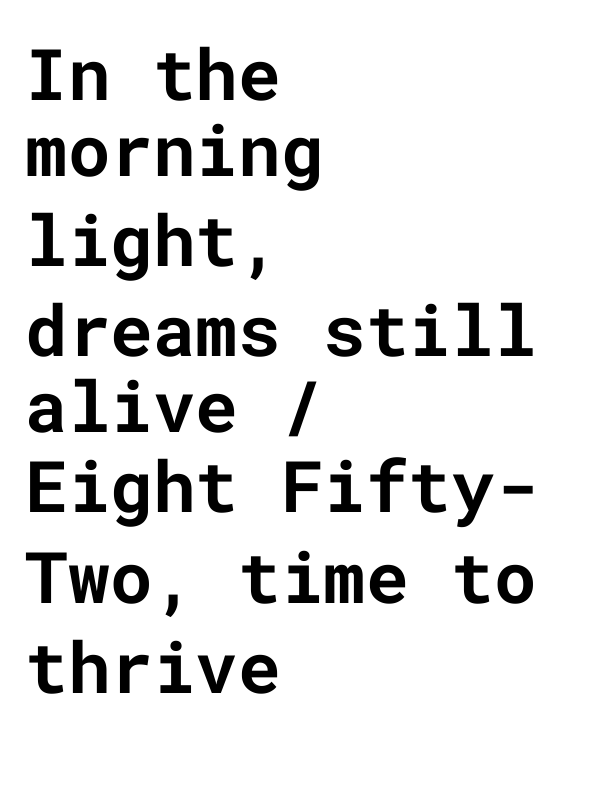 In the
morning
light,
dreams still
alive /
Eight Fifty-
Two, time to
thrive